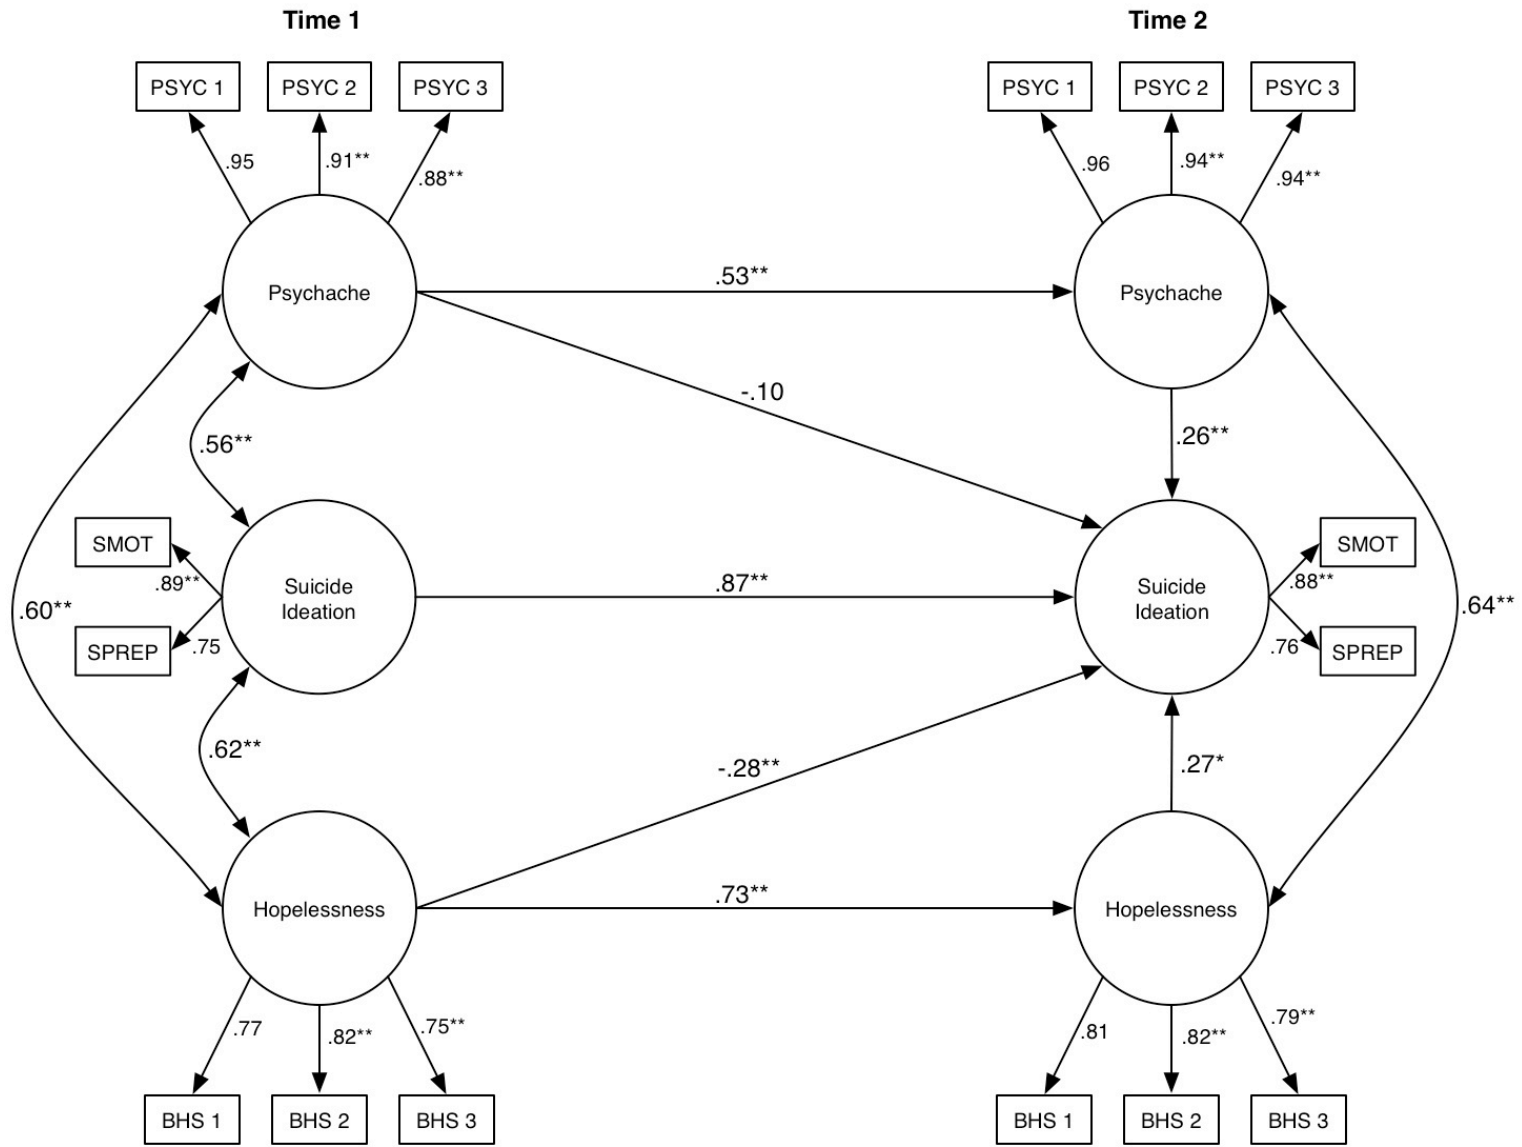 Time 1
Time 2
PSYC 1
PSYC 2
PSYC 3
PSYC 1
PSYC 2
PSYC 3
.95
.91**
.88**
.96
.94**
.94**
Psychache
.53**
Psychache
-.10
.56**
.26**
SMOT
.89**
SPREP
.75
Suicide
Ideation
.87**
Suicide
Ideation
SMOT
.88**
.76
SPREP
.60**
.64**
.62**
-.28**
.27*
Hopelessness
.73**
Hopelessness
.77
.82**
.75**
.81
.82**
.79**
BHS 1
BHS 2
BHS 3
BHS 1
BHS 2
BHS 3